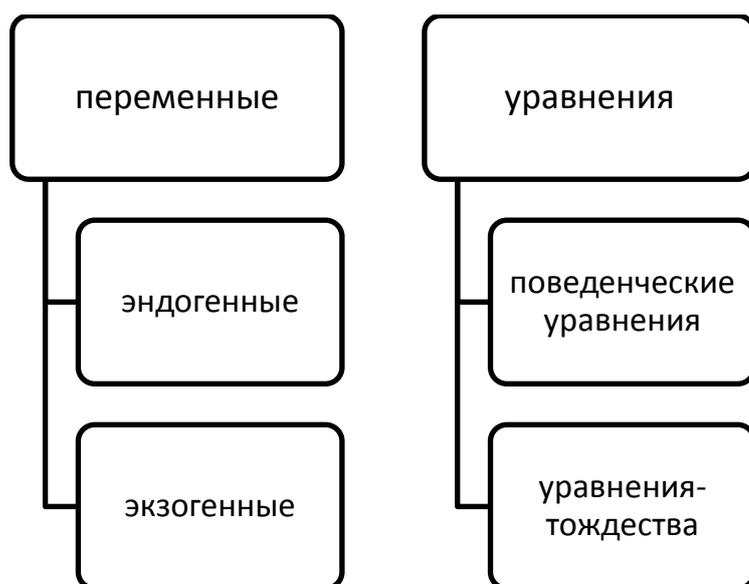 переменные
эндогенные
экзогенные
уравнения
поведенческие
уравнения
уравнения-
тождества